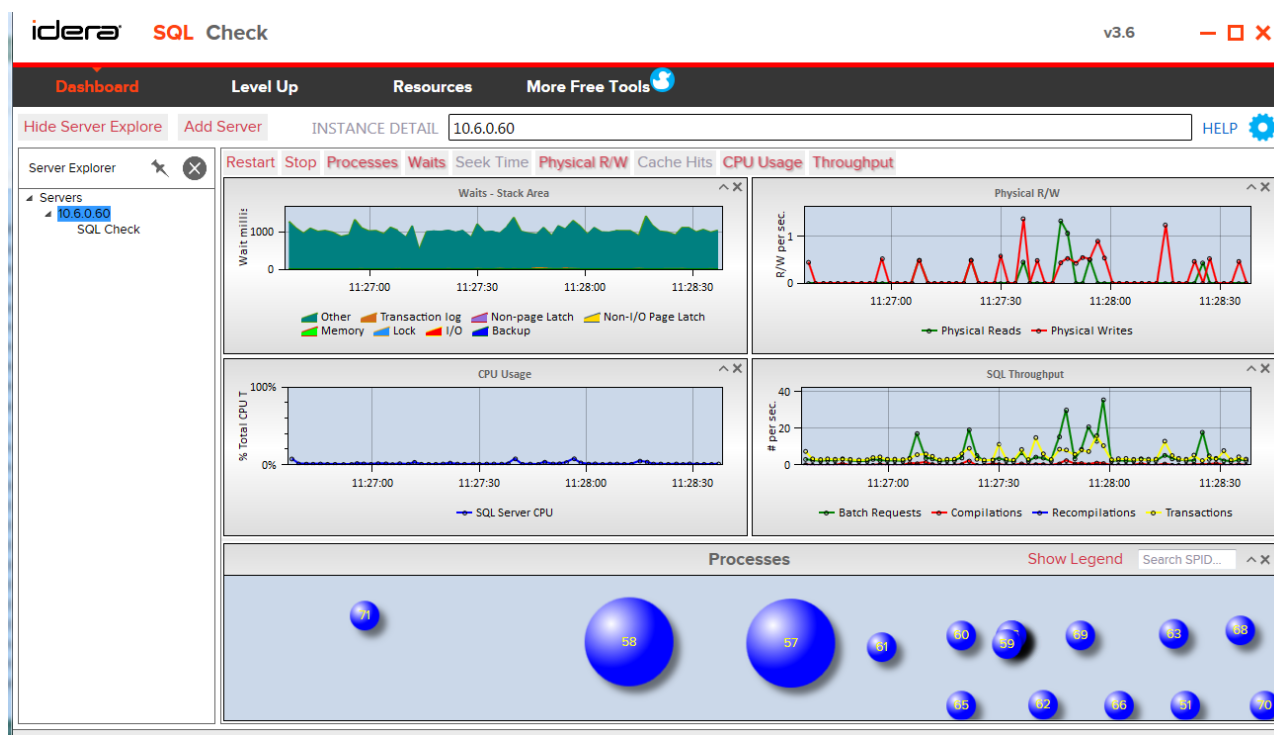 idera SQL Check v3.6
Dashboard Level Up Resources More Free Tools
Hide Server Explore Add Server INSTANCE DETAIL 10.6.0.60 HELP
Server Explorer
Servers
10.6.0.60
SQL Check
Restart Stop Processes Waits Seek Time Physical R/W Cache Hits CPU Usage Throughput
Waits - Stack Area
Wait millis
1000
0
11:27:00 11:27:30 11:28:00 11:28:30
Other Transaction log Non-page Latch Non-I/O Page Latch
Memory Lock I/O Backup
Physical R/W
R/W per sec.
1
0
11:27:00 11:27:30 11:28:00 11:28:30
Physical Reads Physical Writes
CPU Usage
% Total CPU T
100%
0%
11:27:00 11:27:30 11:28:00 11:28:30
SQL Server CPU
SQL Throughput
# per sec.
40
20
0
11:27:00 11:27:30 11:28:00 11:28:30
Batch Requests Compilations Recompilations Transactions
Processes Show Legend Search SPID...
71 58 57 61 60 59 69 63 68
65 62 66 51 70